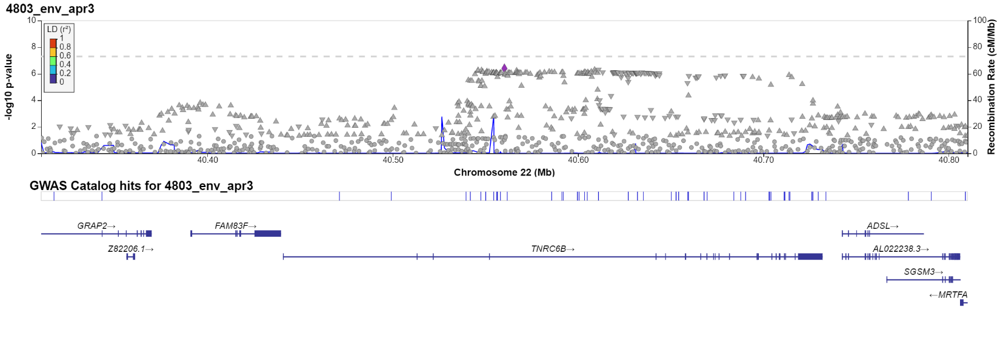 4803_env_apr3
10
8
6
4
2
0
-log10 p-value
LD (r²)
1
0.8
0.6
0.4
0.2
0
100
80
60
40
20
0
Recombination Rate (cM/Mb)
40.40
40.50
40.60
40.70
40.80
Chromosome 22 (Mb)
GWAS Catalog hits for 4803_env_apr3
GRAP2→
FAM83F→
ADSL→
Z82206.1→
TNRC6B→
AL022238.3→
SGSM3→
←MRTFA